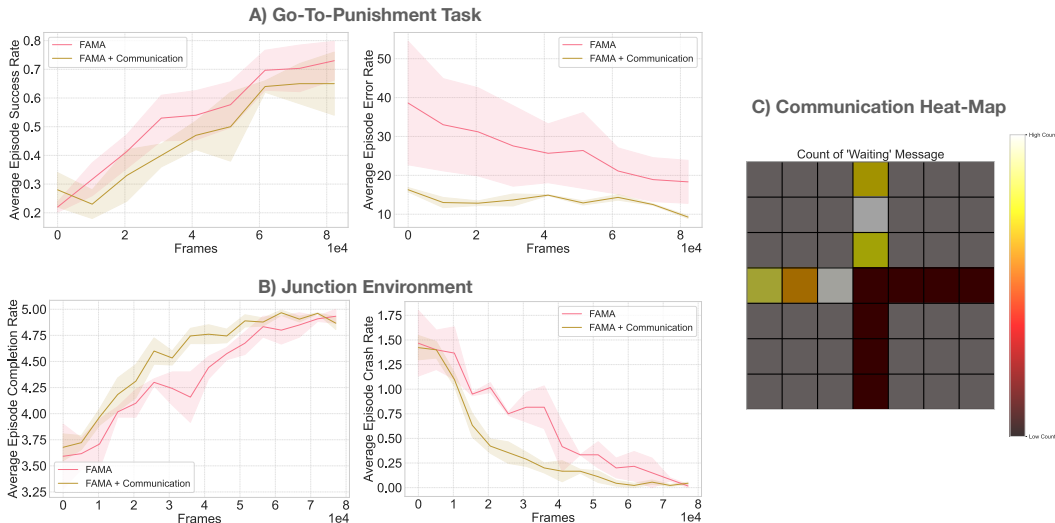 A) Go-To-Punishment Task
Average Episode Success Rate
0.8
0.7
0.6
0.5
0.4
0.3
0.2
FAMA
FAMA + Communication
0
2
4
6
8
1e4
Frames
Average Episode Error Rate
50
40
30
20
10
FAMA
FAMA + Communication
0
2
4
6
8
1e4
Frames
B) Junction Environment
Average Episode Completion Rate
5.00
4.75
4.50
4.25
4.00
3.75
3.50
3.25
FAMA
FAMA + Communication
0
1
2
3
4
5
6
7
8
1e4
Frames
Average Episode Crash Rate
1.75
1.50
1.25
1.00
0.75
0.50
0.25
0.00
FAMA
FAMA + Communication
0
1
2
3
4
5
6
7
8
1e4
Frames
C) Communication Heat-Map
Count of 'Waiting' Message
High Count
Low Count